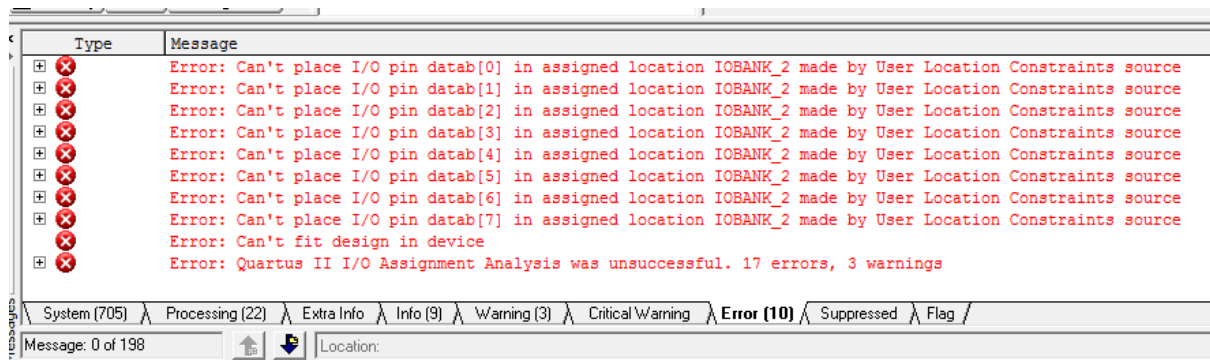 Type Message
Error: Can't place I/O pin datab[0] in assigned location IOBANK_2 made by User Location Constraints source
Error: Can't place I/O pin datab[1] in assigned location IOBANK_2 made by User Location Constraints source
Error: Can't place I/O pin datab[2] in assigned location IOBANK_2 made by User Location Constraints source
Error: Can't place I/O pin datab[3] in assigned location IOBANK_2 made by User Location Constraints source
Error: Can't place I/O pin datab[4] in assigned location IOBANK_2 made by User Location Constraints source
Error: Can't place I/O pin datab[5] in assigned location IOBANK_2 made by User Location Constraints source
Error: Can't place I/O pin datab[6] in assigned location IOBANK_2 made by User Location Constraints source
Error: Can't place I/O pin datab[7] in assigned location IOBANK_2 made by User Location Constraints source
Error: Can't fit design in device
Error: Quartus II I/O Assignment Analysis was unsuccessful. 17 errors, 3 warnings
System (705) Processing (22) Extra Info Info (9) Warning (3) Critical Warning Error (10) Suppressed Flag
Message: 0 of 198 Location: